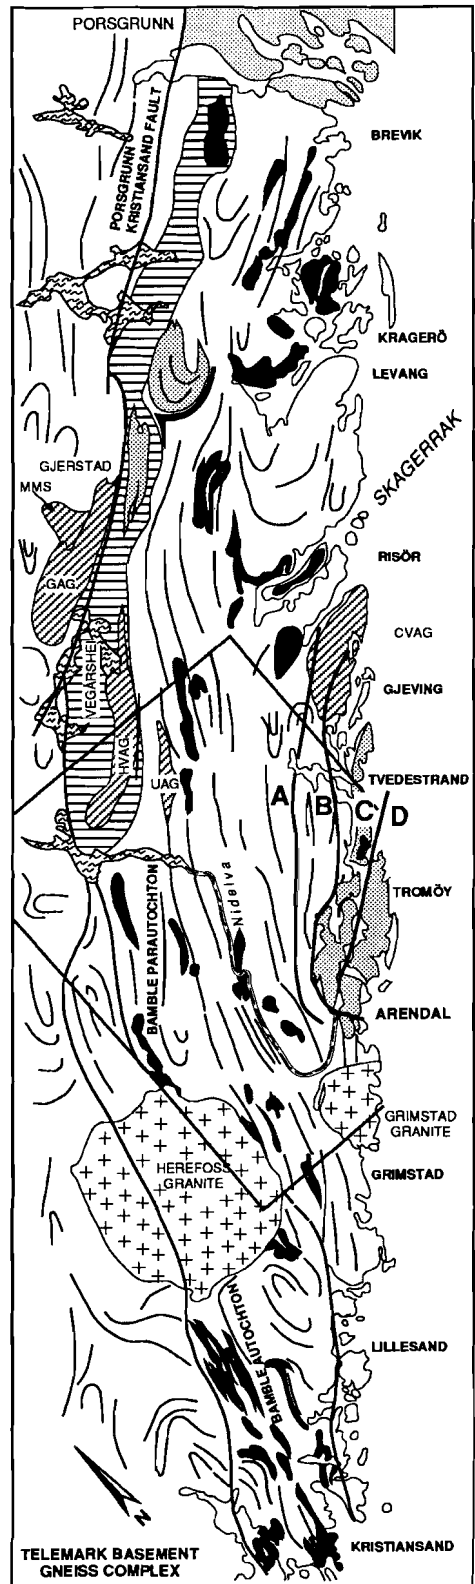 PORSGRUNN
BREVIK
PORSGRUNN
KRISTIANSAND FAULT
KRAGERÖ
LEVANG
SKAGERRAK
GJERSTAD
MMS
GAG
RISÖR
CVAG
VEGÅRSHEI
GJEVING
HVAG
UAG
TVEDESTRAND
A
B
C
D
BAMBLE PARAUTOCHTON
Nidelva
TROMÖY
ARENDAL
GRIMSTAD
GRANITE
HEREFOSS
GRANITE
GRIMSTAD
BAMBLE AUTOCHTON
LILLESAND
N
TELEMARK BASEMENT
GNEISS COMPLEX
KRISTIANSAND